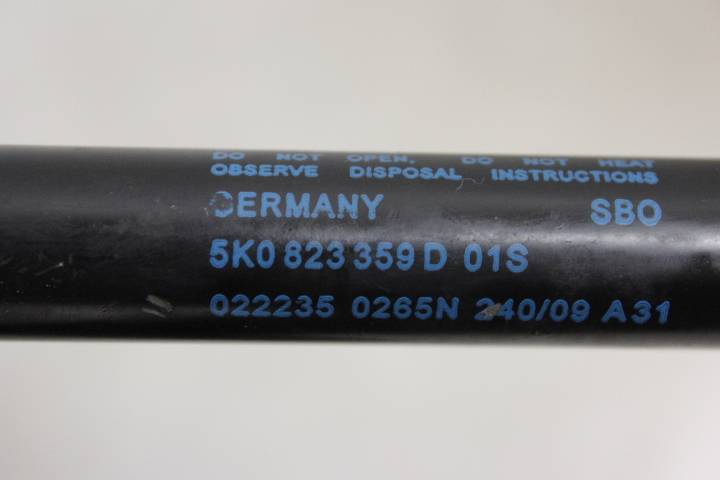 DO NOT OPEN, DO NOT HEAT
OBSERVE DISPOSAL INSTRUCTIONS
GERMANY SBO
5K0 823 359 D 01S
022235 0265N 240/09 A31